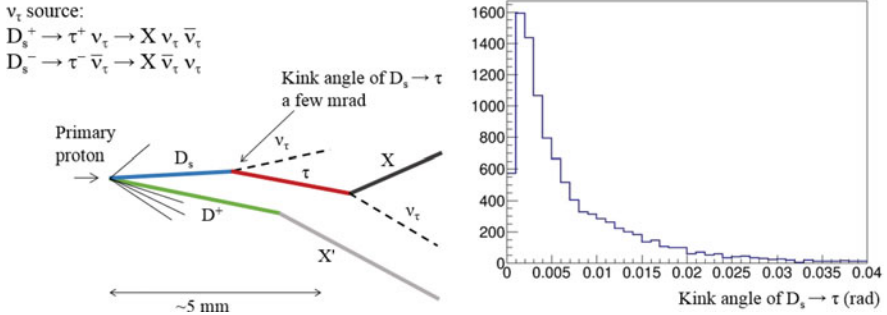 ντ source:
Ds+ → τ+ ντ → X ντ ν̅τ
Ds− → τ− ν̅τ → X ν̅τ ντ
Kink angle of Ds → τ
a few mrad
Primary
proton
Ds
ντ
X
τ
D+
ντ
X'
~5 mm
1600
1400
1200
1000
800
600
400
200
0
0 0.005 0.01 0.015 0.02 0.025 0.03 0.035 0.04
Kink angle of Ds → τ (rad)